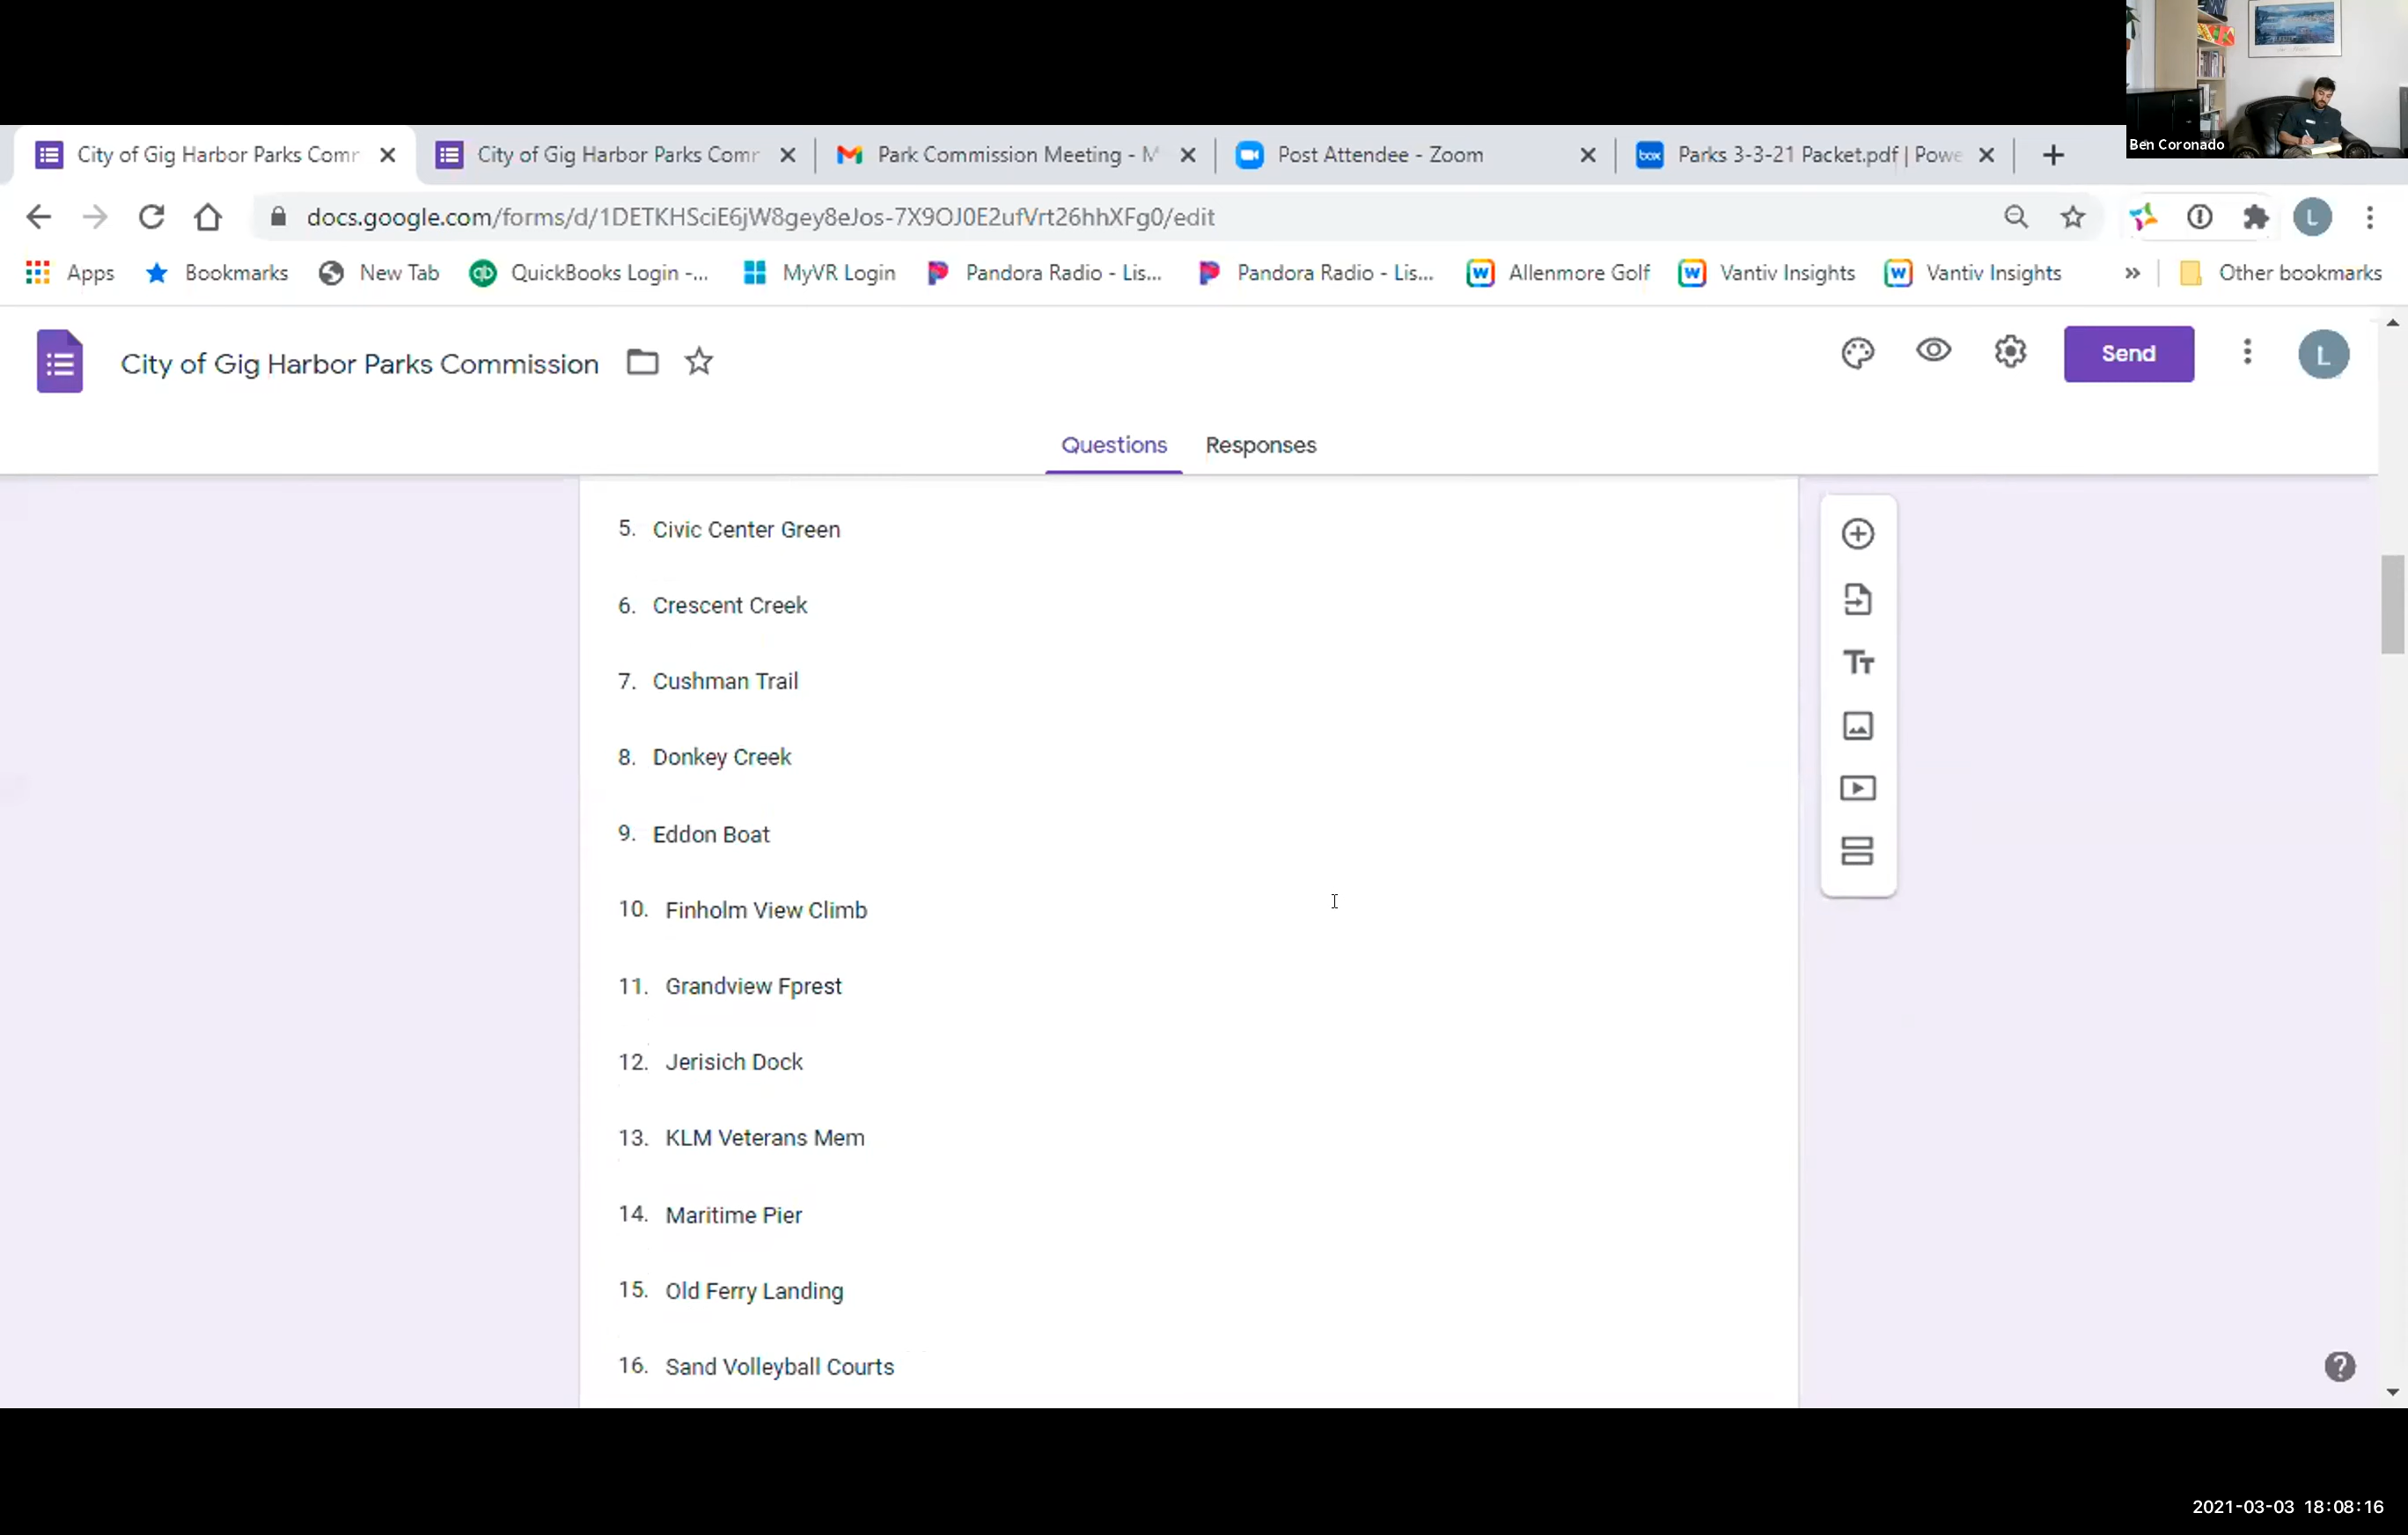 Ben Coronado
City of Gig Harbor Parks Comr
City of Gig Harbor Parks Comr
Park Commission Meeting - M
Post Attendee - Zoom
box
Parks 3-3-21 Packet.pdf | Powe
docs.google.com/forms/d/1DETKHSciE6jW8gey8eJos-7X9OJ0E2ufVrt26hhXFg0/edit
L
Apps
Bookmarks
New Tab
qb
QuickBooks Login -...
MyVR Login
Pandora Radio - Lis...
Pandora Radio - Lis...
W
Allenmore Golf
W
Vantiv Insights
W
Vantiv Insights
»
Other bookmarks
City of Gig Harbor Parks Commission
Send
L
Questions
Responses
5. Civic Center Green
6. Crescent Creek
7. Cushman Trail
8. Donkey Creek
9. Eddon Boat
10. Finholm View Climb
11. Grandview Fprest
12. Jerisich Dock
13. KLM Veterans Mem
14. Maritime Pier
15. Old Ferry Landing
16. Sand Volleyball Courts
Tт
2021-03-03 18:08:16